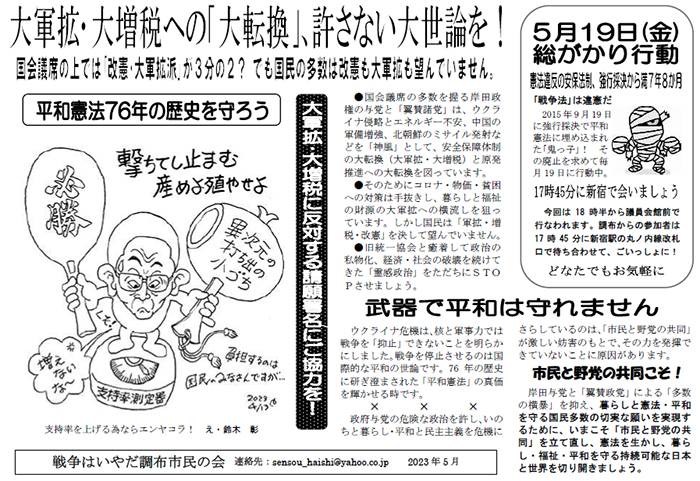 大軍拡・大増税への「大転換」、許さない大世論を！
国会議席の上では「改憲・大軍拡派」が３分の２？ ても国民の多数は改憲も大軍拡も望んでいません。
平和憲法76年の歴史を守ろう
撃ちてし止まむ
産めよ殖やせよ
必勝
異次元の
打ち出の
小づち
増え
ないな〜
支持率測定器
負担するのは
国民のみなさんですが…
2023
4/13
支持率を上げる為ならエンヤコラ！　え・鈴木　彰
大軍拡・大増税に反対する請願署名にご協力を！
●国会議席の多数を握る岸田政
権の与党と「翼賛諸党」は、ウクラ
イナ侵略とエネルギー不安、中国の
軍備増強、北朝鮮のミサイル発射な
どを「神風」として、安全保障体制
の大転換（大軍拡・大増税）と原発
推進への大転換を図っています。
●そのためにコロナ・物価・貧困
への対策は手抜きし、暮らしと福祉
の財源の大軍拡への横流しを狙っ
ています。しかし国民は「軍拡・増
税・改憲」を決して望んでいません。
●旧統一協会と癒着して政治の
私物化、経済・社会の破壊を続けて
きた「霊感政治」をただちにＳＴＯ
Ｐさせましょう。
５月19日(金)
総がかり行動
憲法違反の安保法制、強行採決から満７年８か月
「戦争法」は違憲だ
2015年９月19日
に強行採決で平和
憲法に埋め込まれ
た「鬼っ子」！　そ
の廃止を求めて毎
月19日に行動中。
17時45分に新宿で会いましょう
今回は 18 時半から議員会館前で
行なわれます。調布からの参加者は
17 時 45 分に新宿駅の丸ノ内線改札
口で待ち合わせて、ごいっしょに！
どなたでもお気軽に
武器で平和は守れません
ウクライナ危機は、核と軍事力では
戦争を「抑止」できないことを明らか
にしました。戦争を停止させるのは国
際的な平和の世論です。76 年の歴史
に研ぎ澄まされた「平和憲法」の真価
を輝かせる時です。
×　×　×
政府与党の危険な政治を許し、いの
ちと暮らし・平和と民主主義を危機に
さらしているのは、「市民と野党の共同」
が激しい妨害のもとで、その力を発揮で
きていないことに原因があります。
市民と野党の共同こそ！
岸田与党と「翼賛政党」による「多数
の横暴」を抑え、暮らしと憲法・平和
を守る国民多数の切実な願いを実現す
るために、いまこそ「市民と野党の共
同」を立て直し、憲法を生かし、暮ら
し・福祉・平和を守る持続可能な日本
と世界を切り開きましょう。
戦争はいやだ調布市民の会　連絡先：sensou_haishi@yahoo.co.jp　2023 年５月